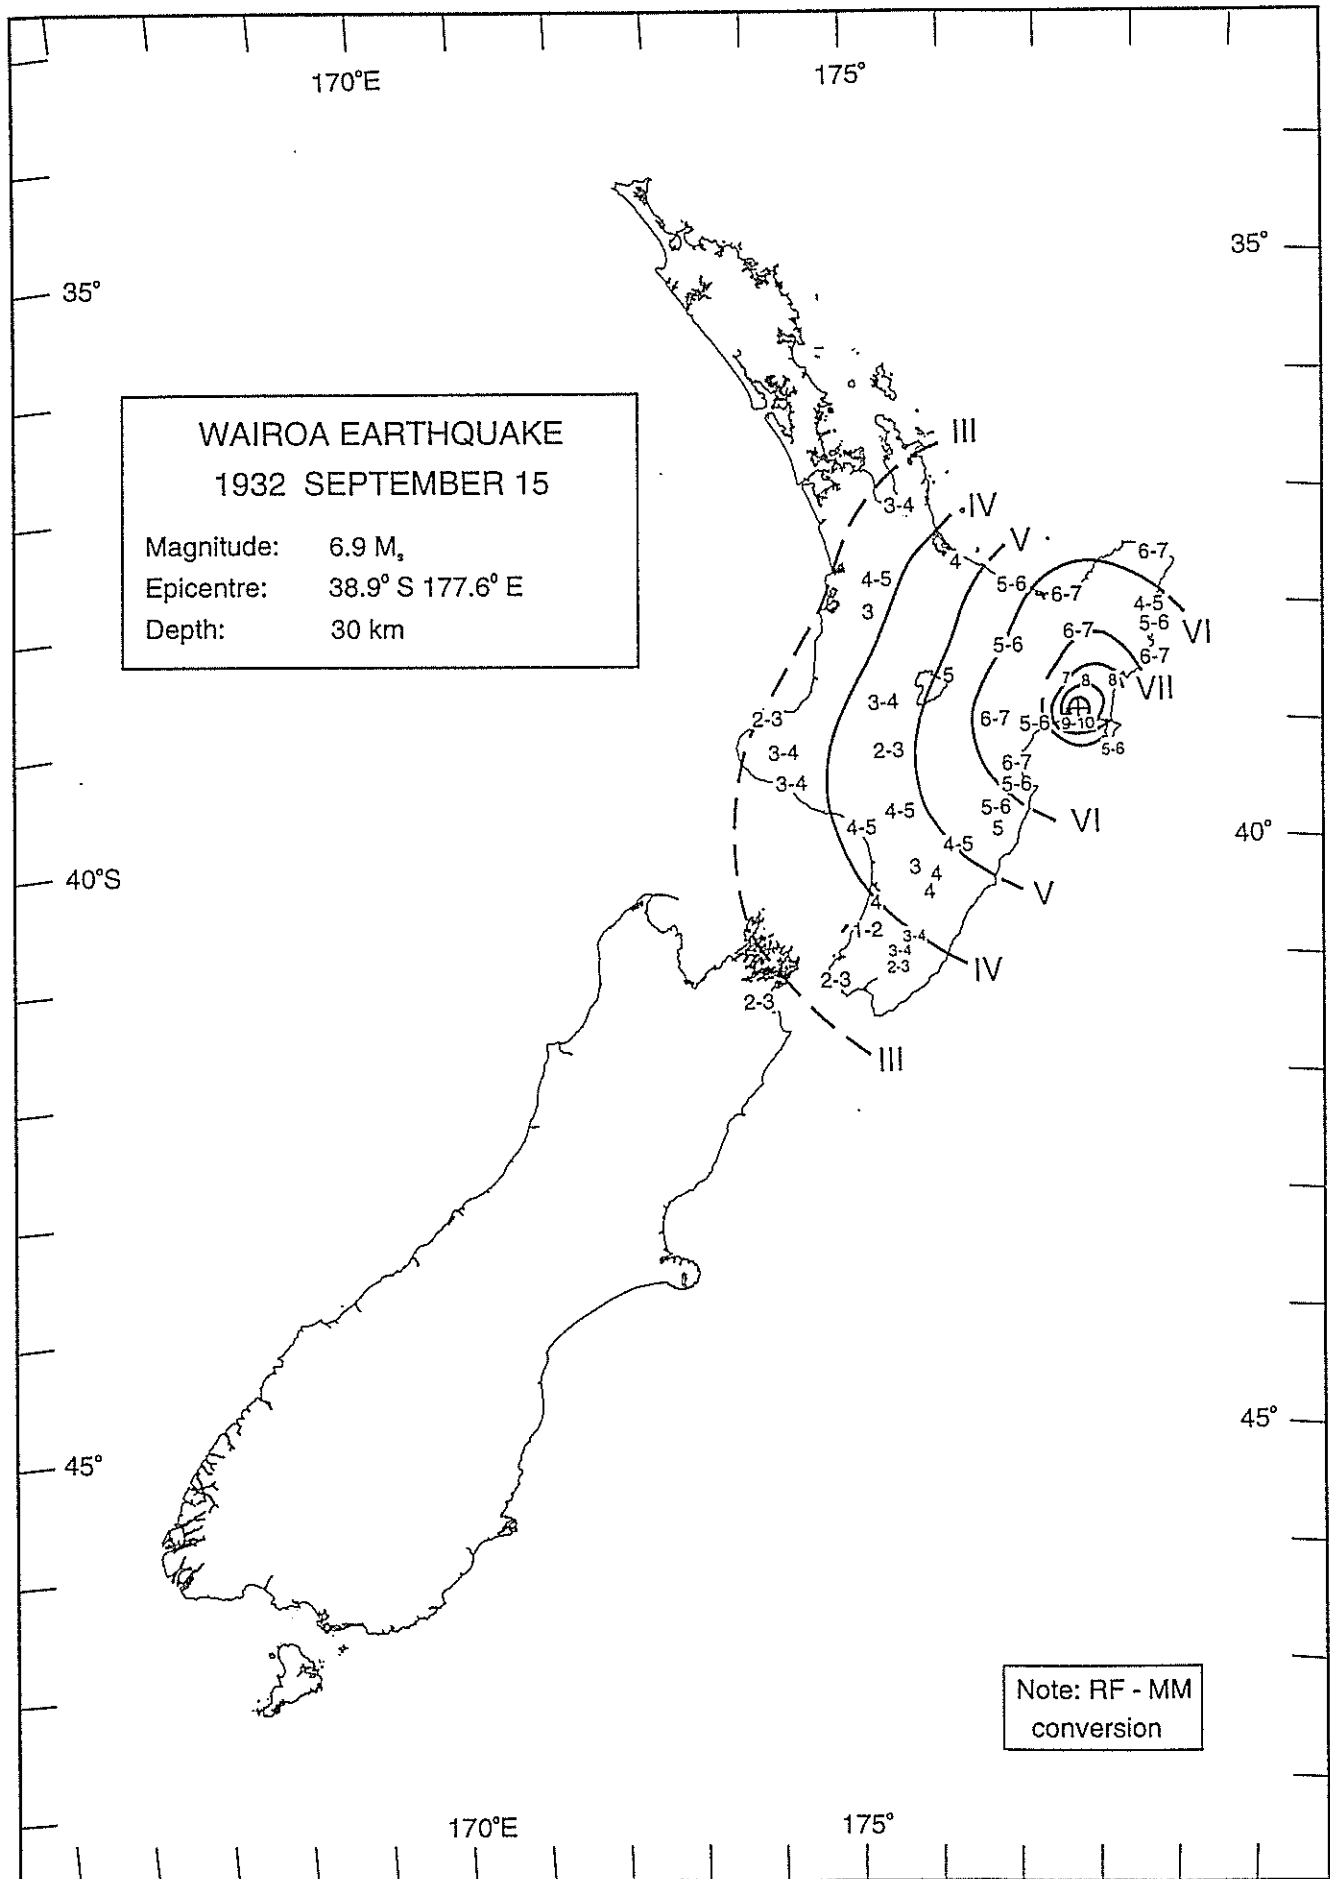 170°E 175°
35°
35°
WAIROA EARTHQUAKE
1932 SEPTEMBER 15
Magnitude: 6.9 Mₛ
Epicentre: 38.9° S 177.6° E
Depth: 30 km
III
3-4
IV
V
4
6-7
4-5
5-6
6-7
3
4-5
5-6
VI
6-7
5-6
6-7
5
7
8
8
VII
3-4
2-3
6-7
5-6
9-10
5-6
3-4
2-3
6-7
3-4
5-6
4-5
5-6
VI
4-5
5
40°
4-5
3
4
40°S
4
V
4
1-2
3-4
3-4
IV
2-3
2-3
2-3
III
45°
45°
Note: RF - MM
conversion
170°E 175°